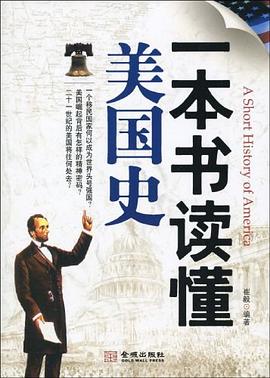 一本书读懂
美国史
A Short History of America
一个移民国家何以成为世界头号强国？
美国崛起背后有怎样的精神密码？
二十一世纪的美国将往何处去？
崔毅 编著
金城出版社
GOLD WALL PRESS